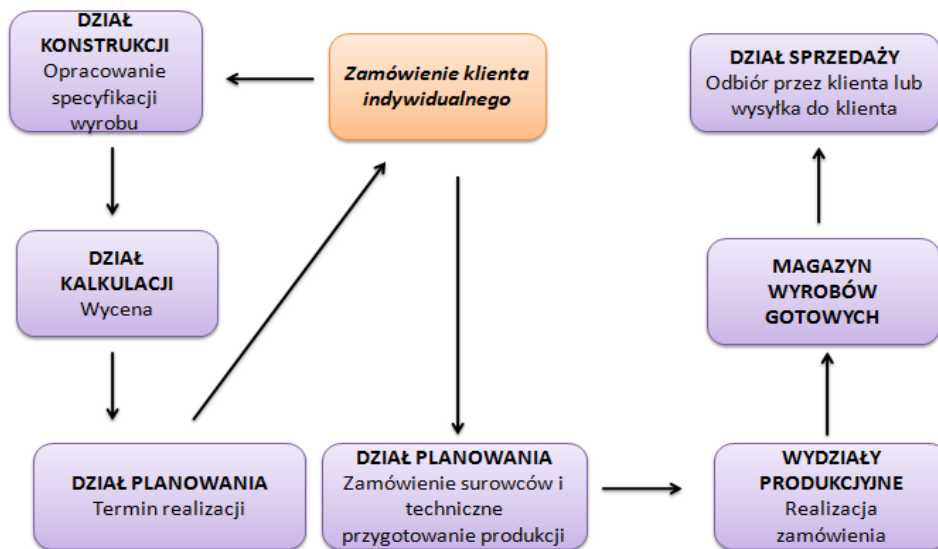 DZIAŁ
KONSTRUKCJI
Opracowanie
specyfikacji
wyrobu
Zamówienie klienta
indywidualnego
DZIAŁ SPRZEDAŻY
Odbiór przez klienta lub
wysyłka do klienta
DZIAŁ
KALKULACJI
Wycena
MAGAZYN
WYROBÓW
GOTOWYCH
DZIAŁ PLANOWANIA
Termin realizacji
DZIAŁ PLANOWANIA
Zamówienie surowców i
techniczne
przygotowanie produkcji
WYDZIAŁY
PRODUKCYJNE
Realizacja
zamówienia